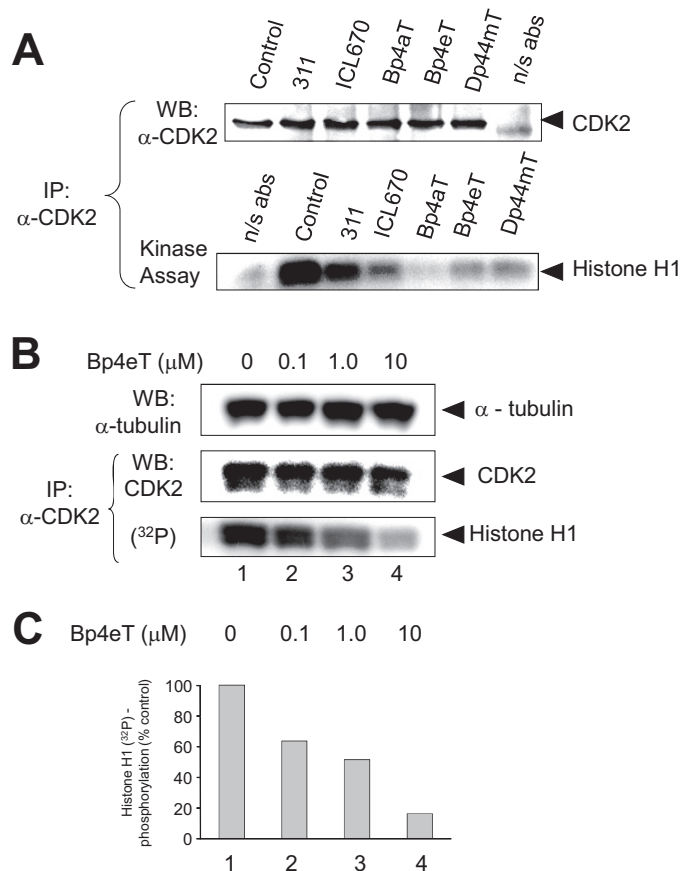 A
Control 311 ICL670 Bp4aT Bp4eT Dp44mT n/s abs
WB:
α-CDK2
CDK2
IP:
α-CDK2
n/s abs Control 311 ICL670 Bp4aT Bp4eT Dp44mT
Kinase
Assay
Histone H1
B
Bp4eT (μM) 0 0.1 1.0 10
WB:
α-tubulin
α - tubulin
IP:
α-CDK2
WB:
CDK2
CDK2
(³²P)
Histone H1
1 2 3 4
C
Bp4eT (μM) 0 0.1 1.0 10
Histone H1 (³²P) -
phosphorylation (% control)
100
80
60
40
20
0
1 2 3 4